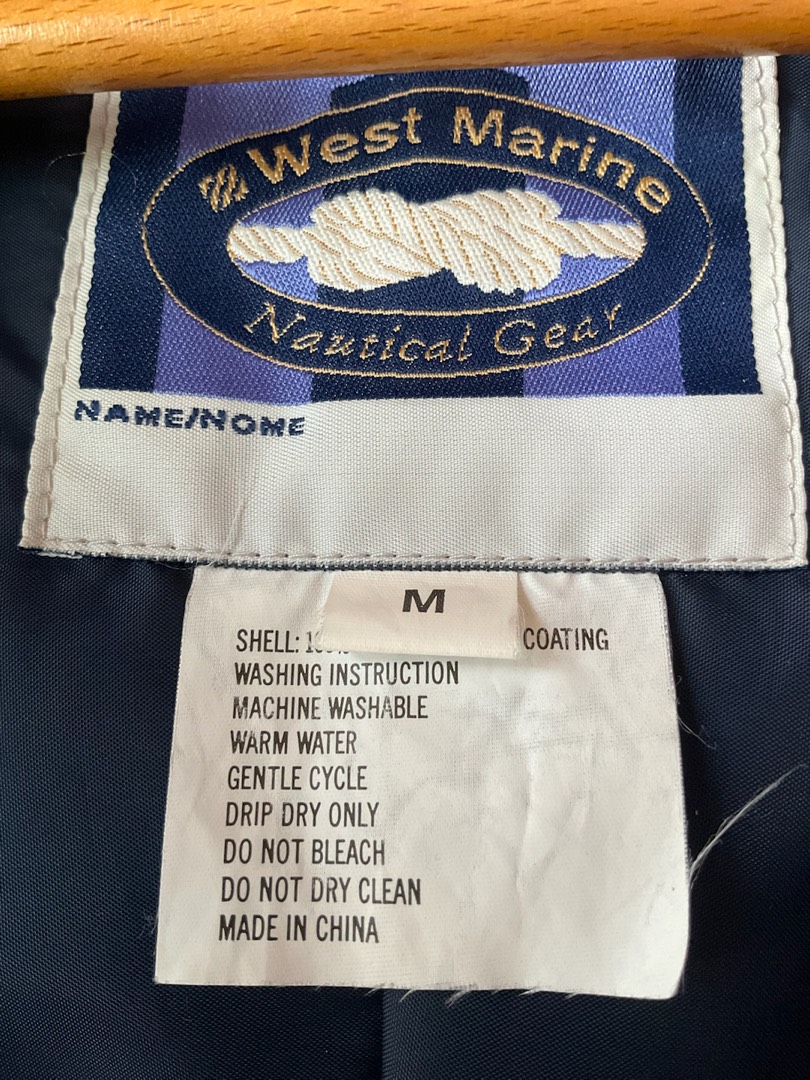 West Marine
Nautical Gear
NAME/NOME
M
SHELL: COATING
WASHING INSTRUCTION
MACHINE WASHABLE
WARM WATER
GENTLE CYCLE
DRIP DRY ONLY
DO NOT BLEACH
DO NOT DRY CLEAN
MADE IN CHINA